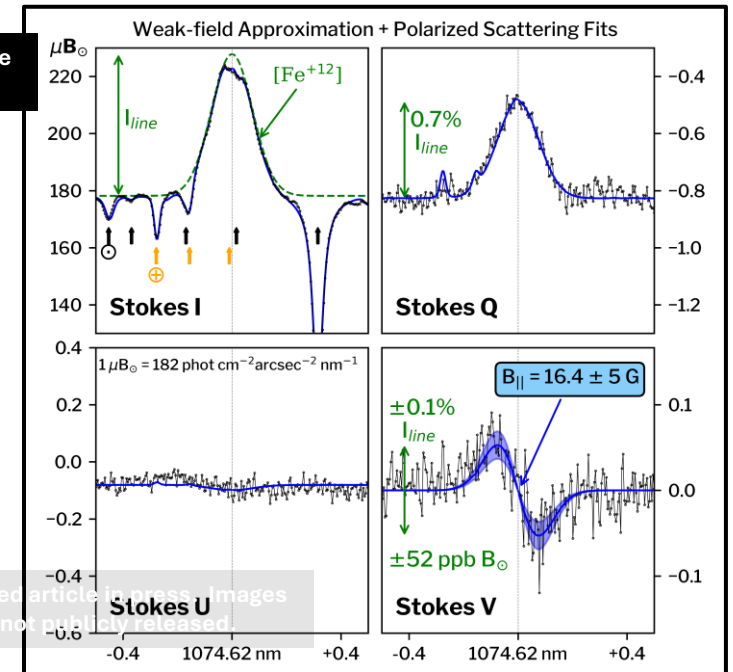 Weak-field Approximation + Polarized Scattering Fits
e
μB⊙
220
200
180
160
140
I_line
[Fe⁺¹²]
⊙
⊕
Stokes I
0.7%
I_line
Stokes Q
−0.4
−0.6
−0.8
−1.0
−1.2
0.4
0.2
0.0
−0.2
−0.4
−0.6
1 μB⊙ = 182 phot cm⁻²arcsec⁻² nm⁻¹
Stokes U
ed article in press. Images
not publicly released.
-0.4 1074.62 nm +0.4
B|| = 16.4 ± 5 G
±0.1%
I_line
±52 ppb B⊙
Stokes V
0.1
0.0
−0.1
-0.4 1074.62 nm +0.4